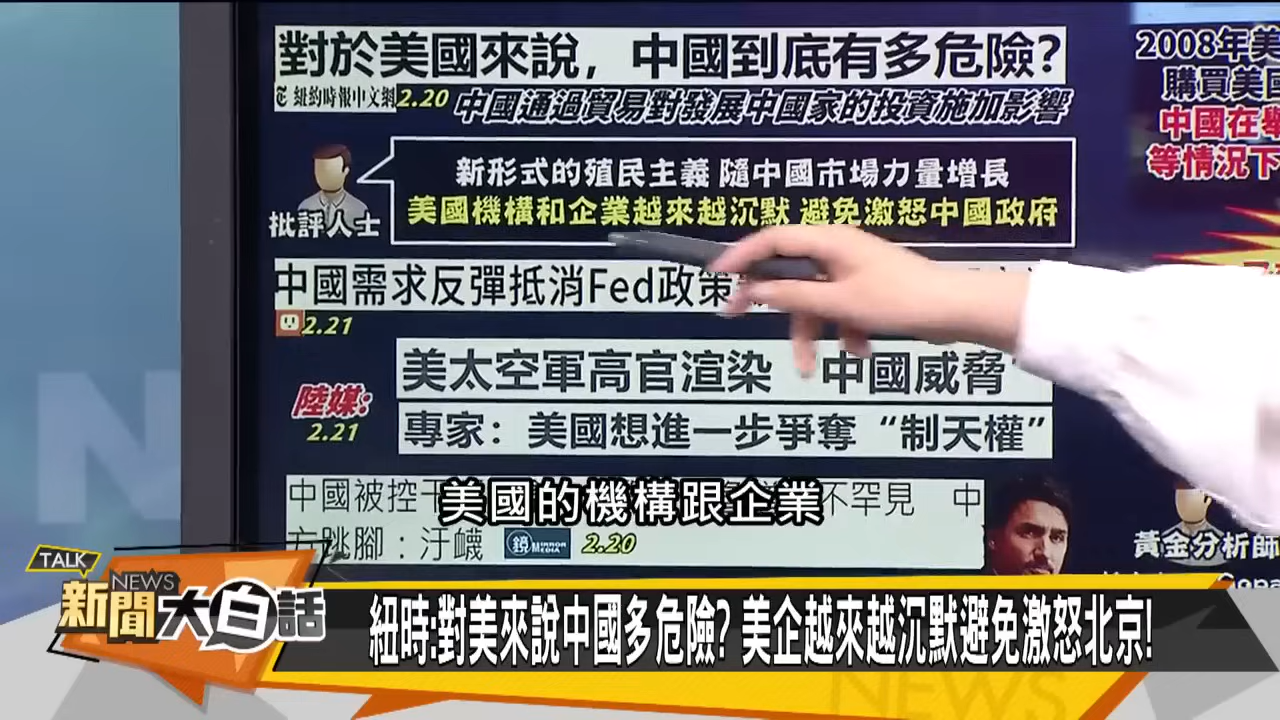 對於美國來說，中國到底有多危險？
紐約時報中文網 2.20 中國通過貿易對發展中國家的投資施加影響
新形式的殖民主義 隨中國市場力量增長
美國機構和企業越來越沉默 避免激怒中國政府
批評人士
中國需求反彈抵消Fed政策
2.21
陸媒:
2.21
美太空軍高官渲染 中國威脅”
專家：美國想進一步爭奪“制天權”
中國被控干 不罕見 中
方跳腳：汙衊 鏡 MIRROR MEDIA 2.20
2008年美
購買美國
中國在
等情況下
黃金分析師
美國的機構跟企業
TALK
NEWS
新聞大白話
紐時:對美來說中國多危險? 美企越來越沉默避免激怒北京!
NEWS